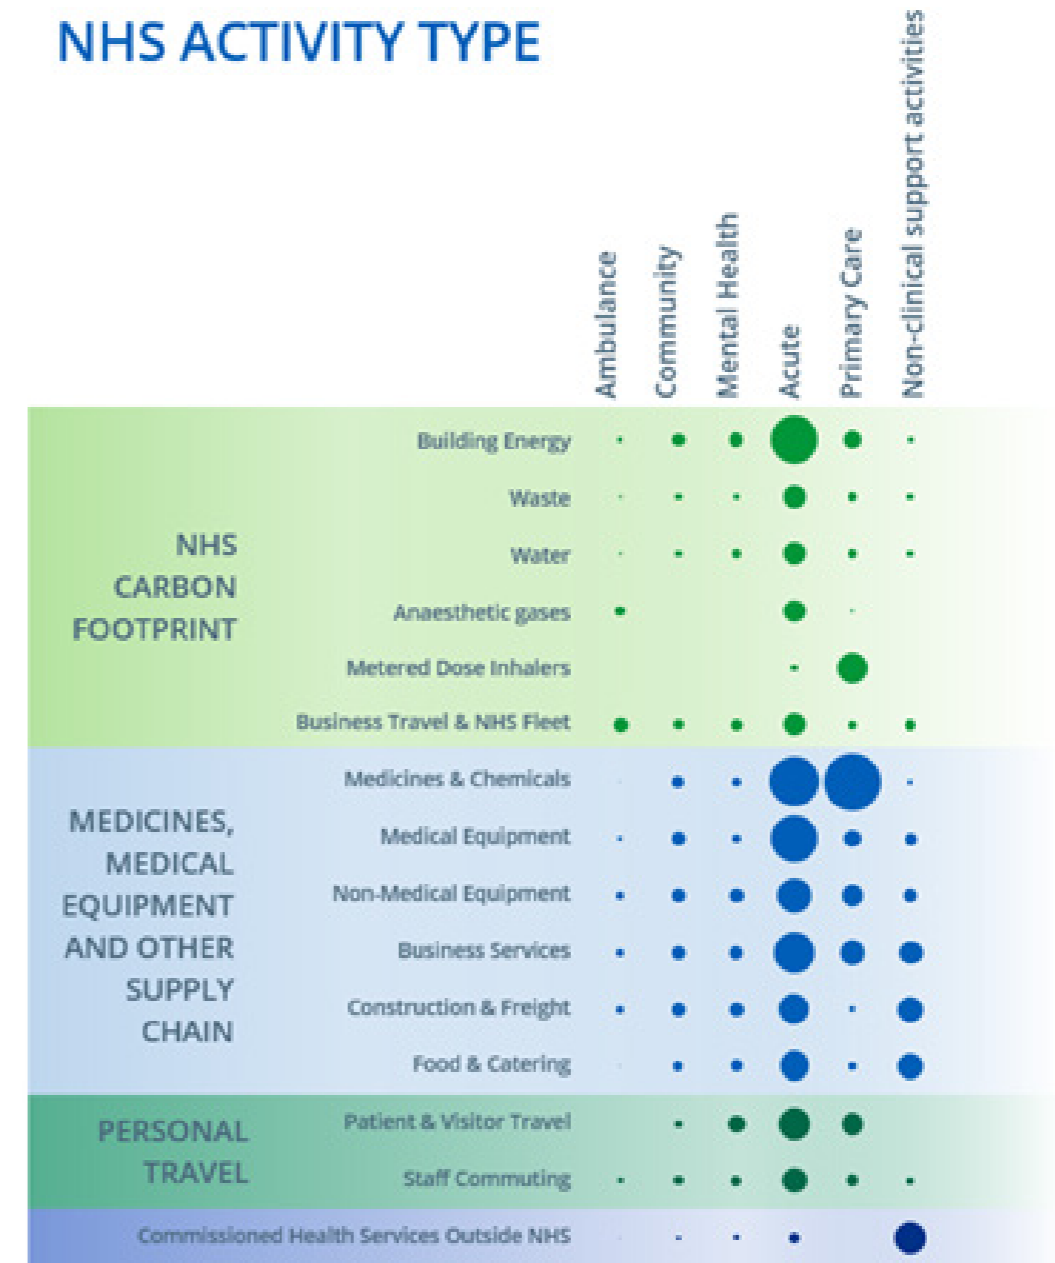 NHS ACTIVITY TYPE
Ambulance
Community
Mental Health
Acute
Primary Care
Non-clinical support activities
NHS
CARBON
FOOTPRINT
Building Energy
Waste
Water
Anaesthetic gases
Metered Dose Inhalers
Business Travel & NHS Fleet
MEDICINES,
MEDICAL
EQUIPMENT
AND OTHER
SUPPLY
CHAIN
Medicines & Chemicals
Medical Equipment
Non-Medical Equipment
Business Services
Construction & Freight
Food & Catering
PERSONAL
TRAVEL
Patient & Visitor Travel
Staff Commuting
Commissioned Health Services Outside NHS